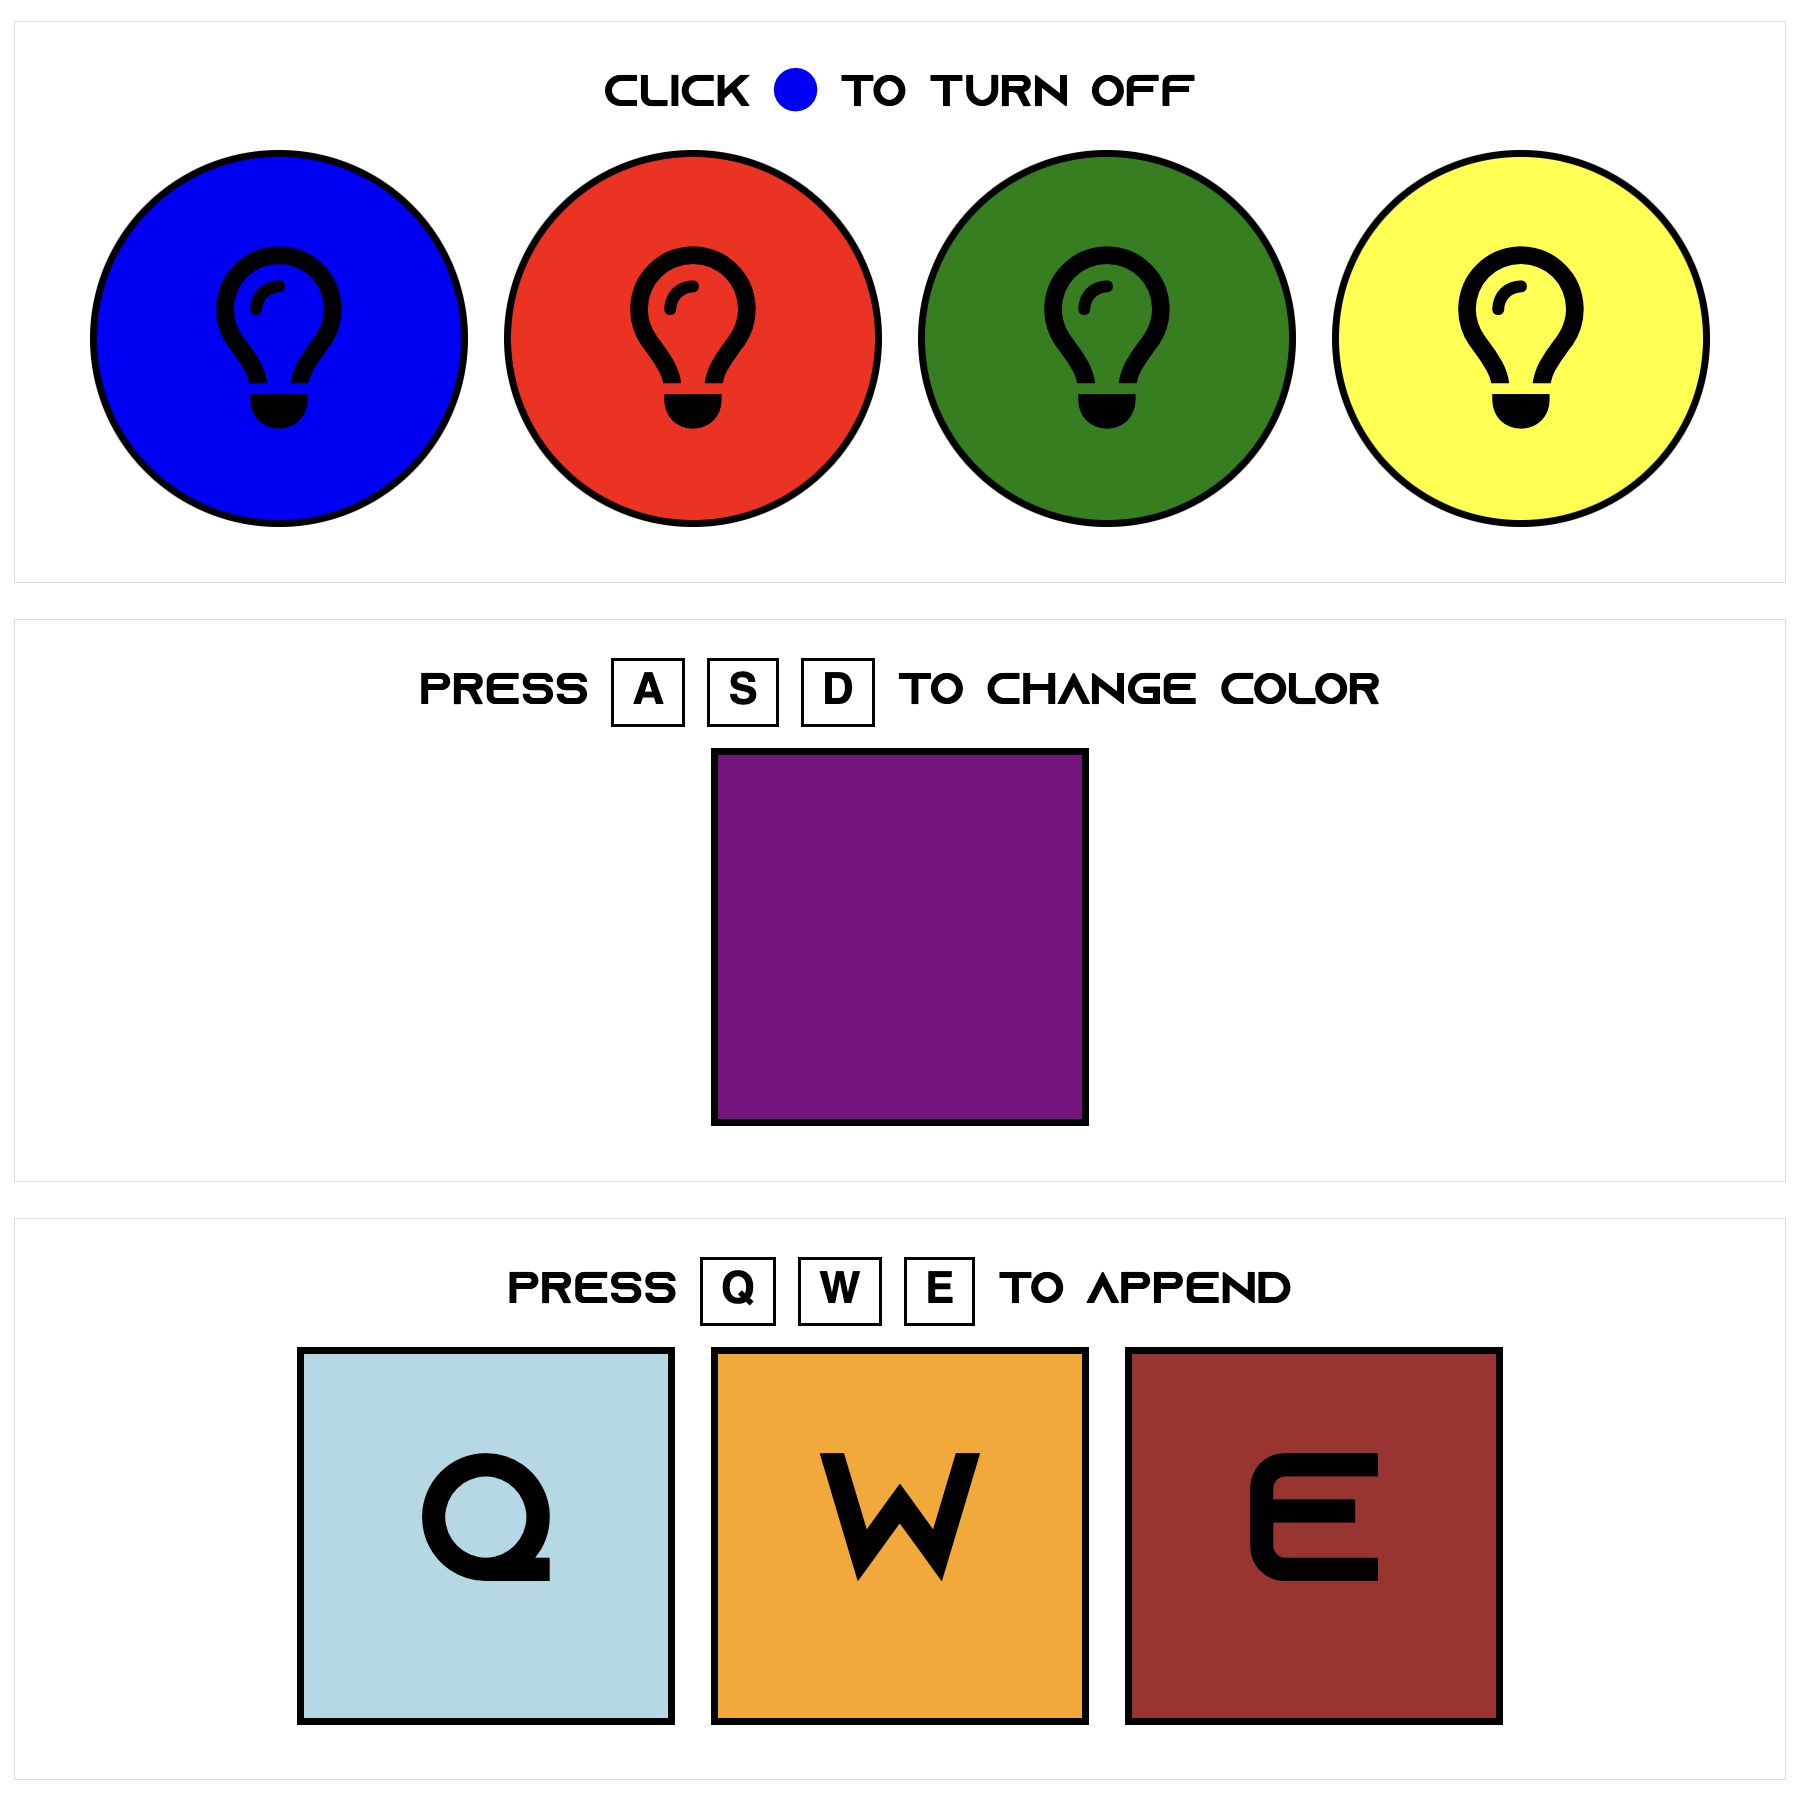 CLICK TO TURN OFF
PRESS A S D TO CHANGE COLOR
PRESS Q W E TO APPEND
Q W E